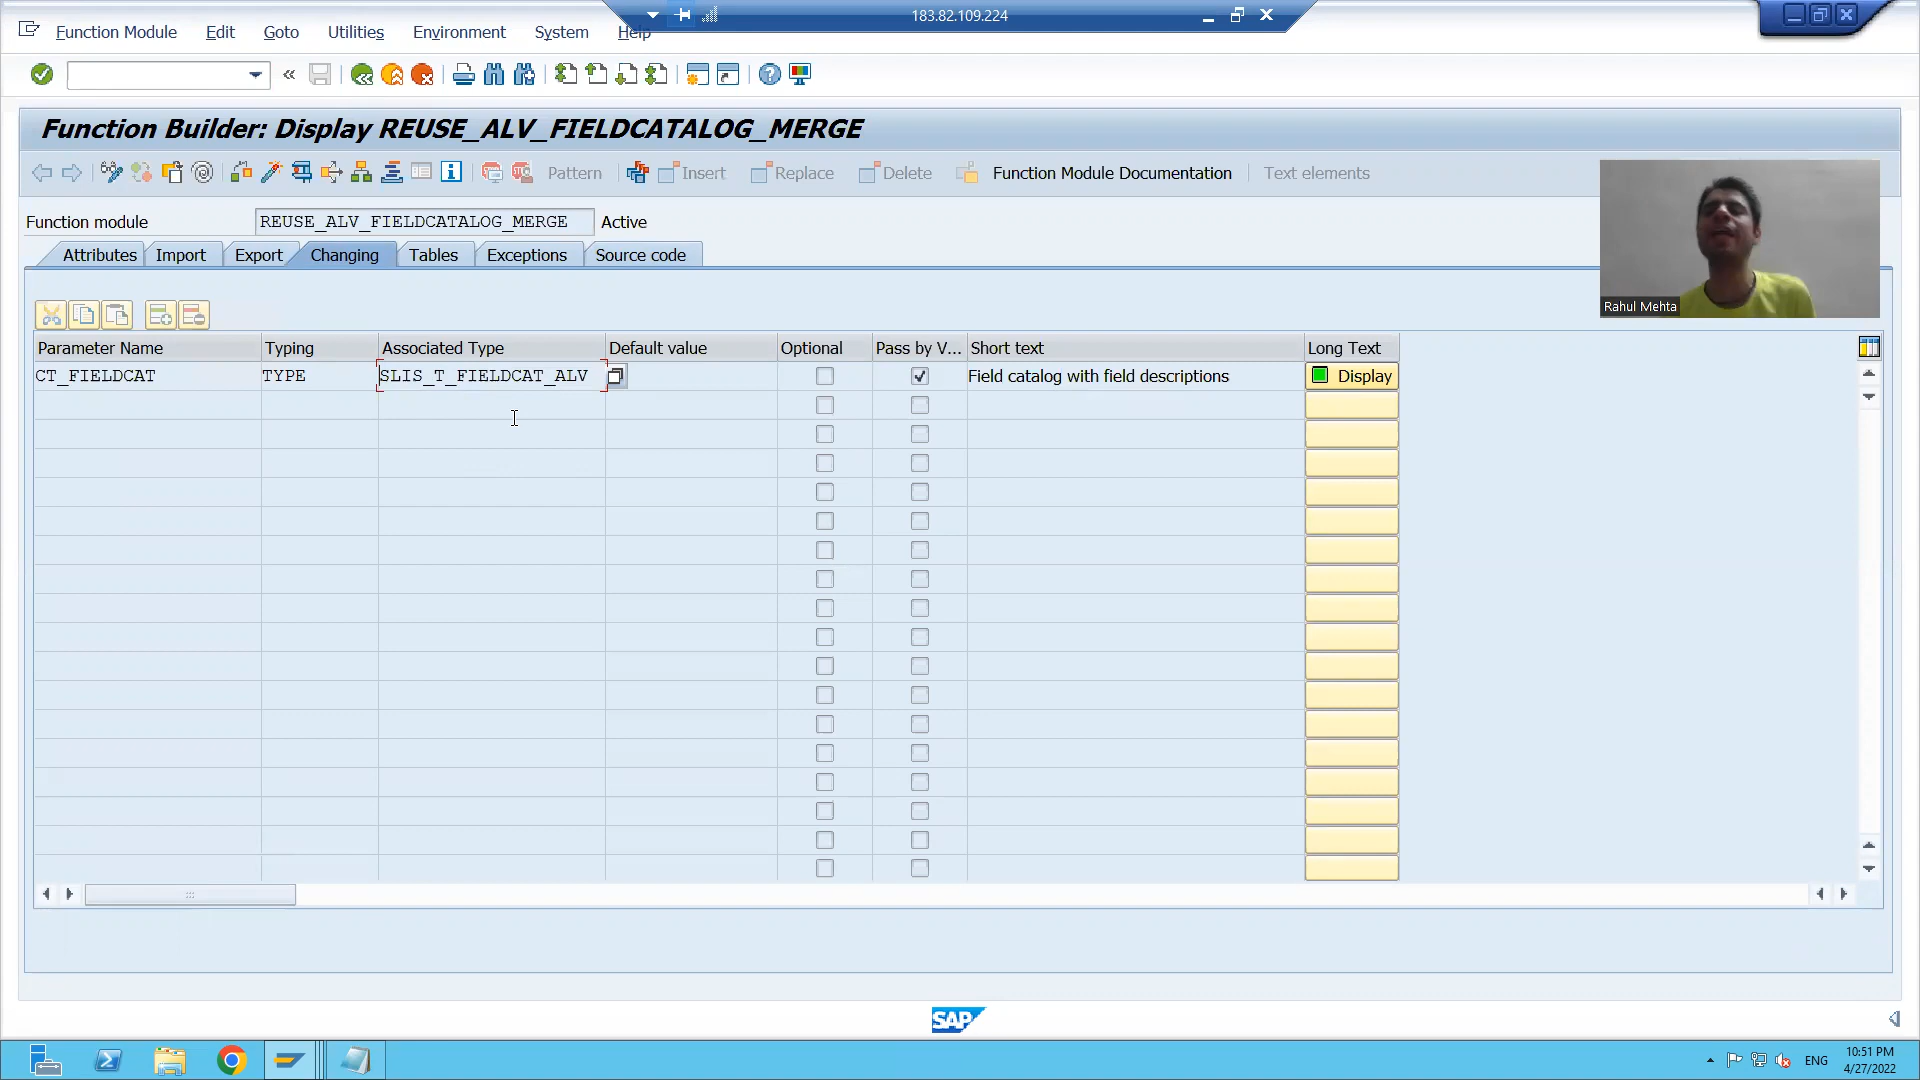 183.82.109.224
Function Module Edit Goto Utilities Environment System Help
Function Builder: Display REUSE_ALV_FIELDCATALOG_MERGE
Pattern Insert Replace Delete Function Module Documentation Text elements
Function module REUSE_ALV_FIELDCATALOG_MERGE Active
Attributes Import Export Changing Tables Exceptions Source code
Rahul Mehta
Parameter Name Typing Associated Type Default value Optional Pass by V... Short text Long Text
CT_FIELDCAT TYPE SLIS_T_FIELDCAT_ALV Field catalog with field descriptions Display
SAP
ENG
10:51 PM
4/27/2022